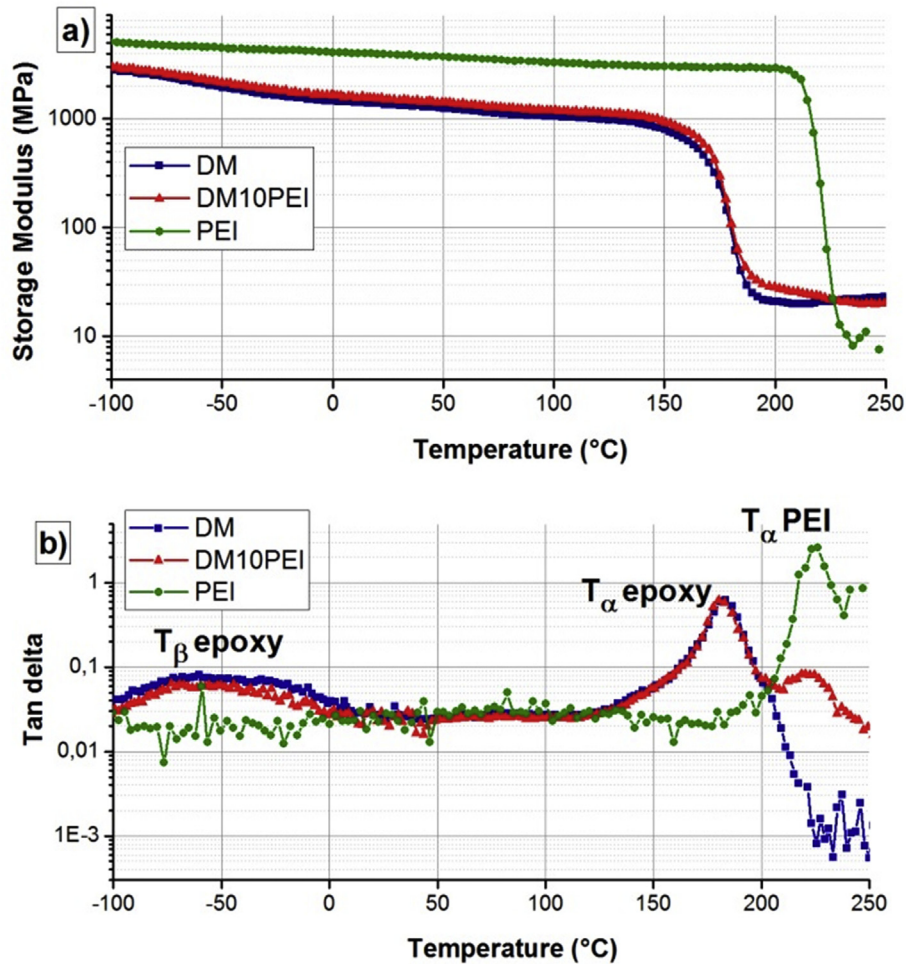 a)
Storage Modulus (MPa)
1000
100
10
DM
DM10PEI
PEI
-100 -50 0 50 100 150 200 250
Temperature (°C)
b)
Tan delta
1
0,1
0,01
1E-3
DM
DM10PEI
PEI
Tβ epoxy
Tα epoxy
Tα PEI
-100 -50 0 50 100 150 200 250
Temperature (°C)